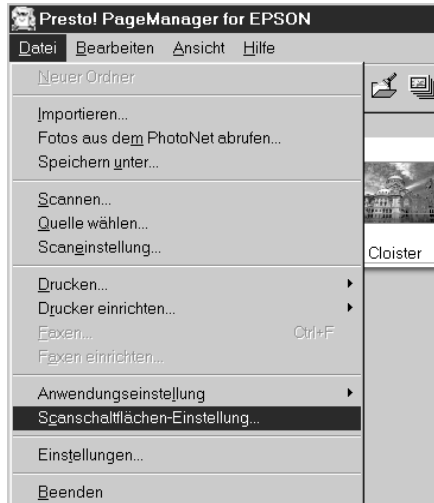 Presto! PageManager for EPSON
Datei Bearbeiten Ansicht Hilfe
Neuer Ordner
Importieren...
Fotos aus dem PhotoNet abrufen...
Speichern unter...
Scannen...
Quelle wählen...
Scaneinstellung...
Drucken...
Drucker einrichten...
Faxen... Ctrl+F
Faxen einrichten...
Anwendungseinstellung
Scanschaltflächen-Einstellung...
Einstellungen...
Beenden
Cloister